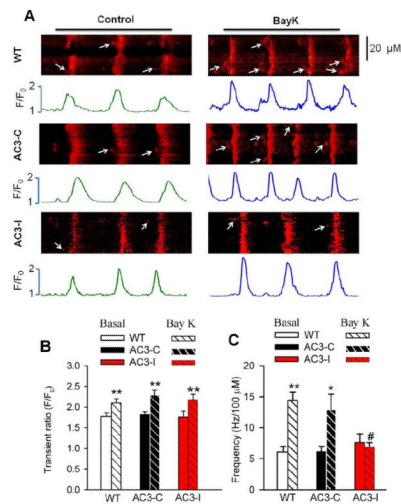 A
Control
BayK
WT
20 µM
F/F0
2
1
AC3-C
F/F0
2
1
AC3-I
F/F0
2
1
B
Basal
Bay K
WT
AC3-C
AC3-I
Transient ratio (F/F0)
3.0
2.5
2.0
1.5
1.0
0.5
0.0
**
**
**
WT
AC3-C
AC3-I
C
Basal
Bay K
WT
AC3-C
AC3-I
Frequency (Hz/100 µM)
25
20
15
10
5
0
**
*
#
WT
AC3-C
AC3-I